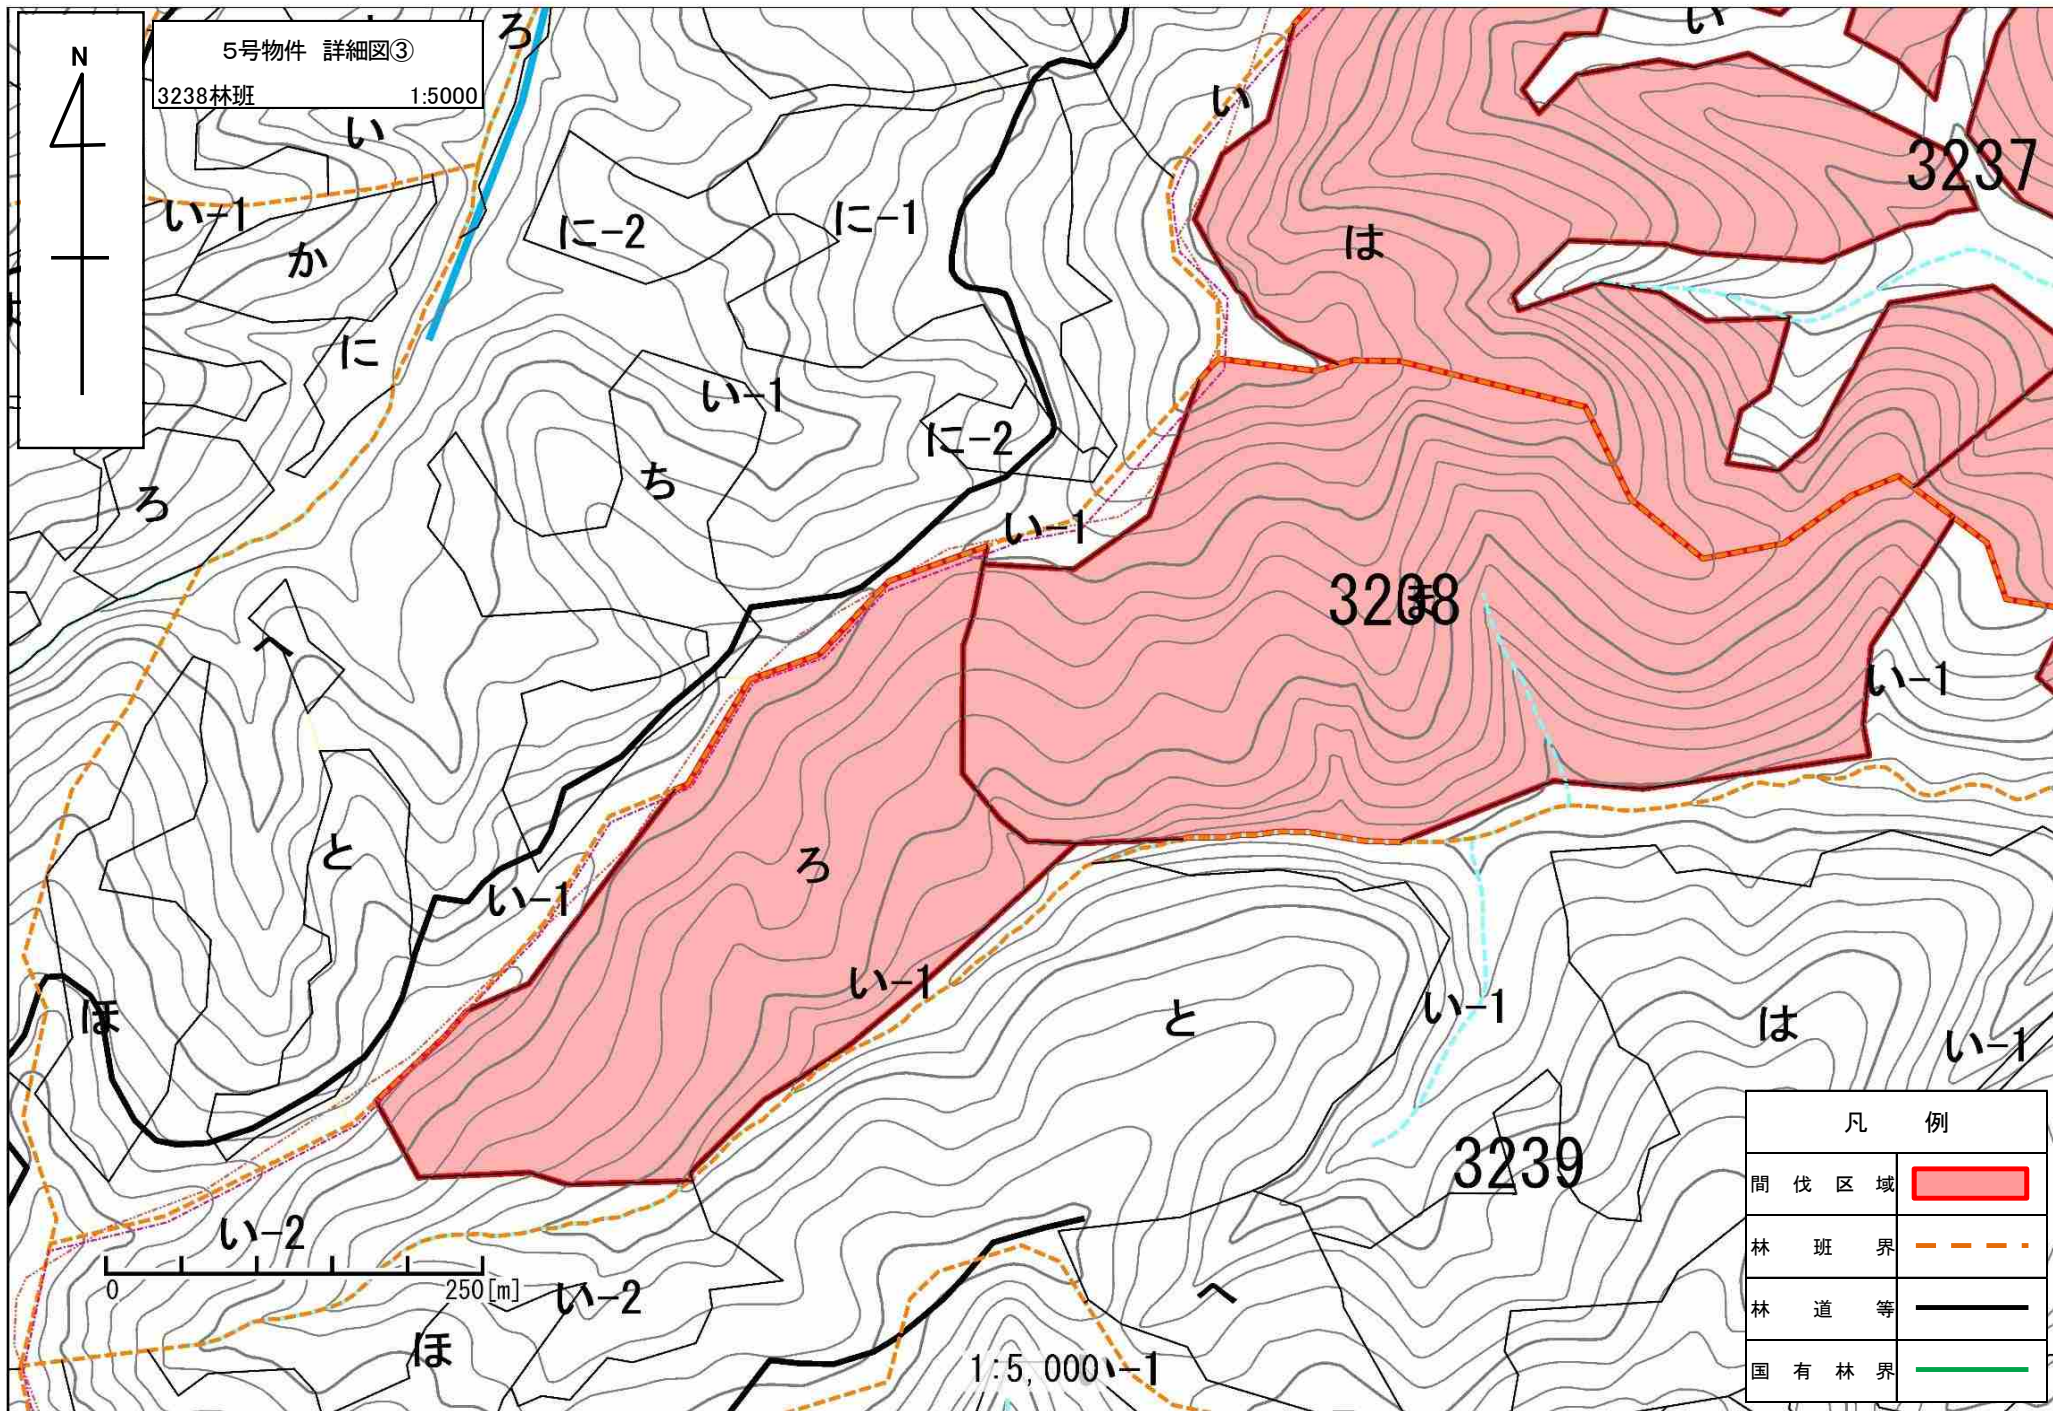 5号物件 詳細図③
3238林班 1:5000
N
ろ
い
い
い
3237
い-1
に-2
に-1
か
は
に
い-1
に-2
ち
ろ
い-1
へ
い-1
と
ろ
い-1
い-1
ほ
と
い-1
は
い-1
3239
い-2
0 250[m]
い-2
ほ
へ
1:5,000
い-1
凡 例
間 伐 区 域
林 班 界
林 道 等
国 有 林 界